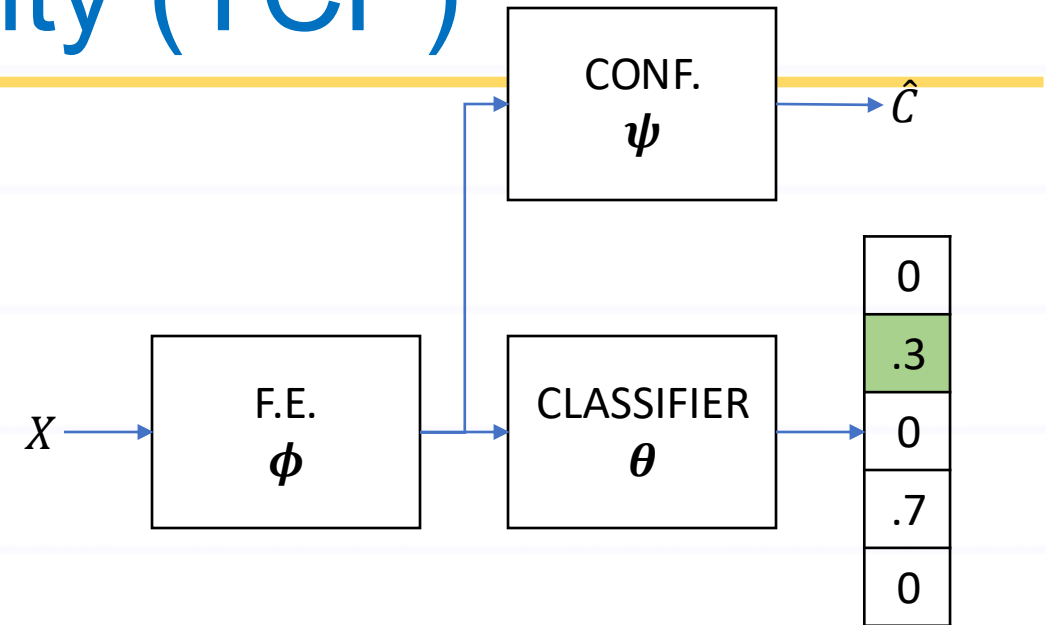 ity (TCP)
CONF.
𝝍
Ĉ
0
.3
F.E.
𝝓
CLASSIFIER
𝜽
X
0
.7
0